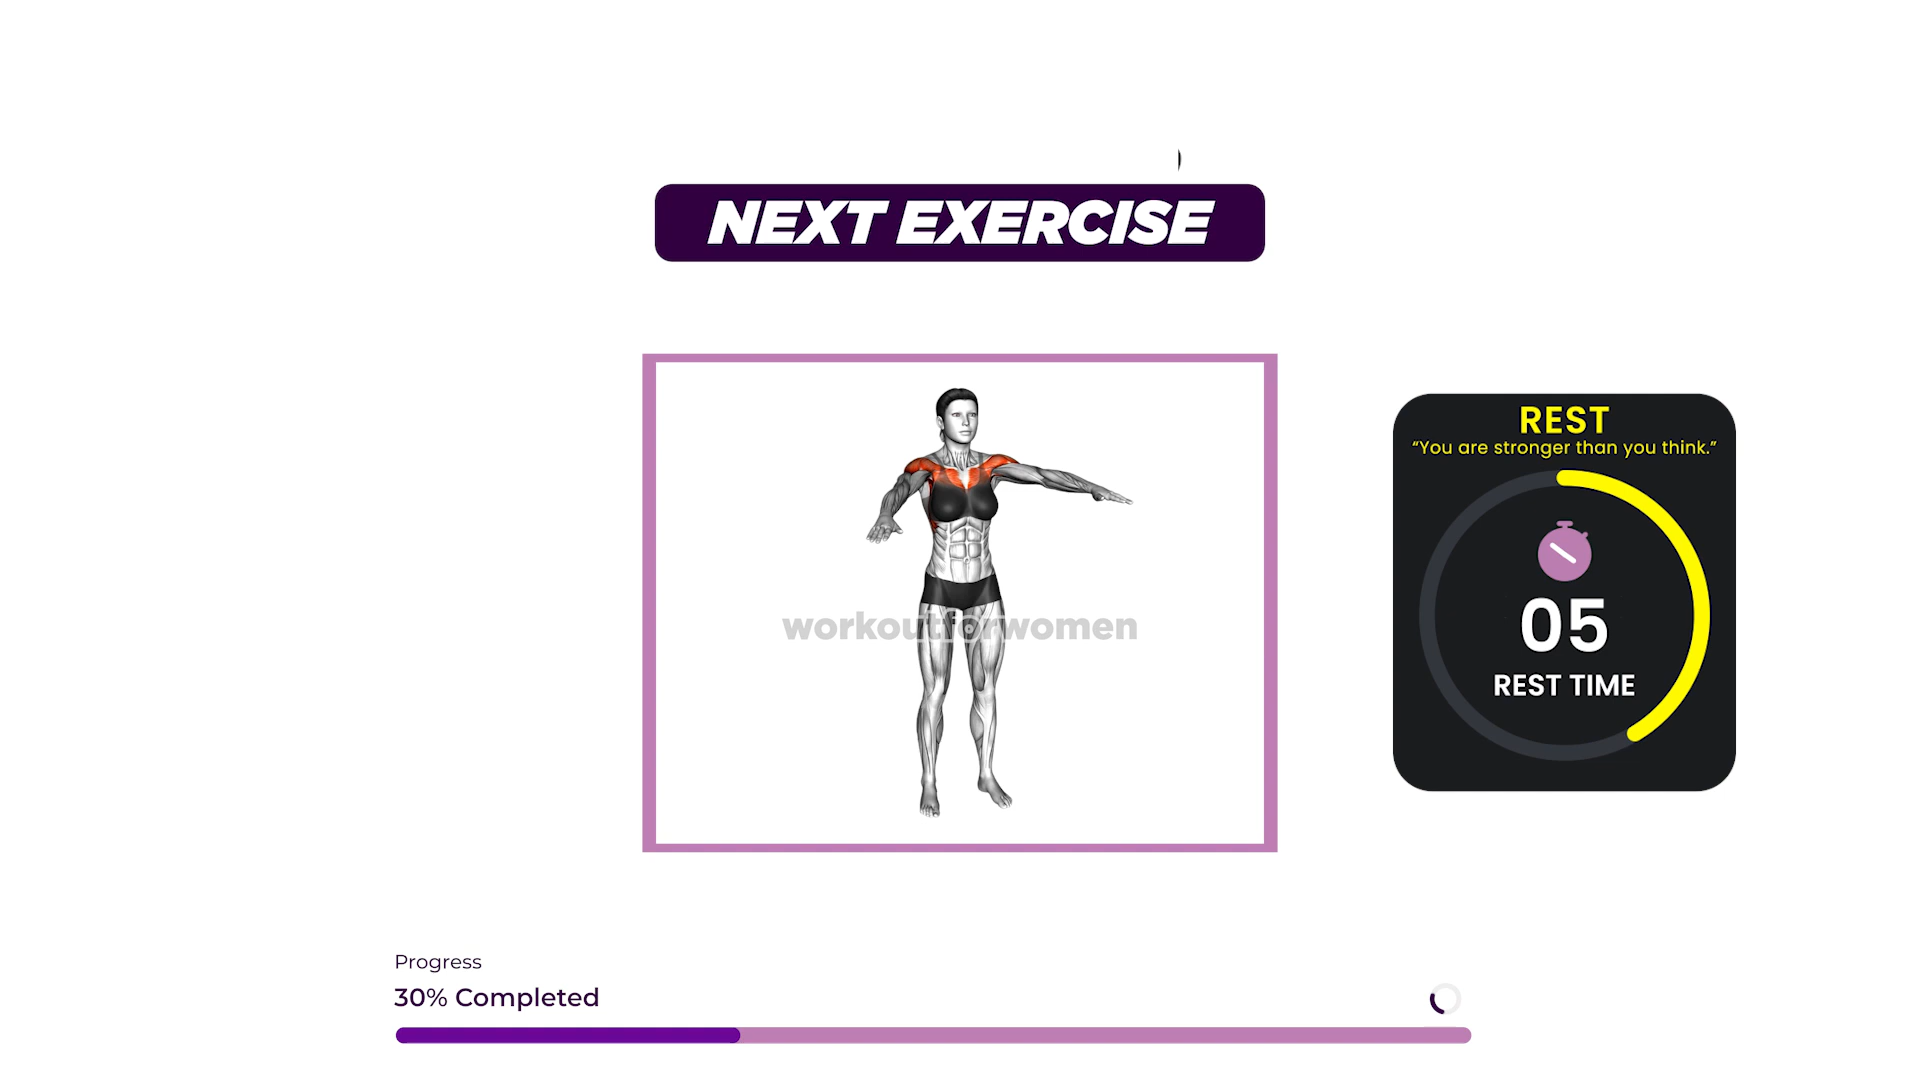 NEXT EXERCISE
REST
“You are stronger than you think.”
05
REST TIME
workoutforwomen
Progress
30% Completed